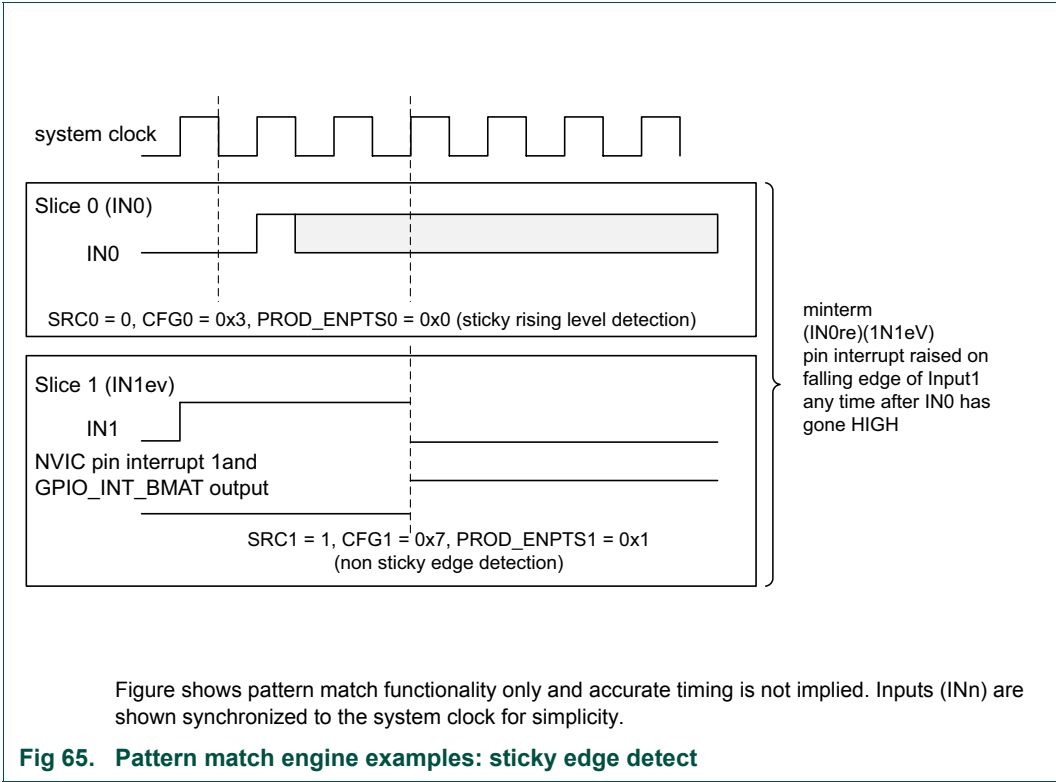 system clock
Slice 0 (IN0)
IN0
SRC0 = 0, CFG0 = 0x3, PROD_ENPTS0 = 0x0 (sticky rising level detection)
minterm
(IN0re)(1N1eV)
pin interrupt raised on
falling edge of Input1
any time after IN0 has
gone HIGH
Slice 1 (IN1ev)
IN1
NVIC pin interrupt 1and
GPIO_INT_BMAT output
SRC1 = 1, CFG1 = 0x7, PROD_ENPTS1 = 0x1
(non sticky edge detection)
Figure shows pattern match functionality only and accurate timing is not implied. Inputs (INn) are
shown synchronized to the system clock for simplicity.
Fig 65. Pattern match engine examples: sticky edge detect